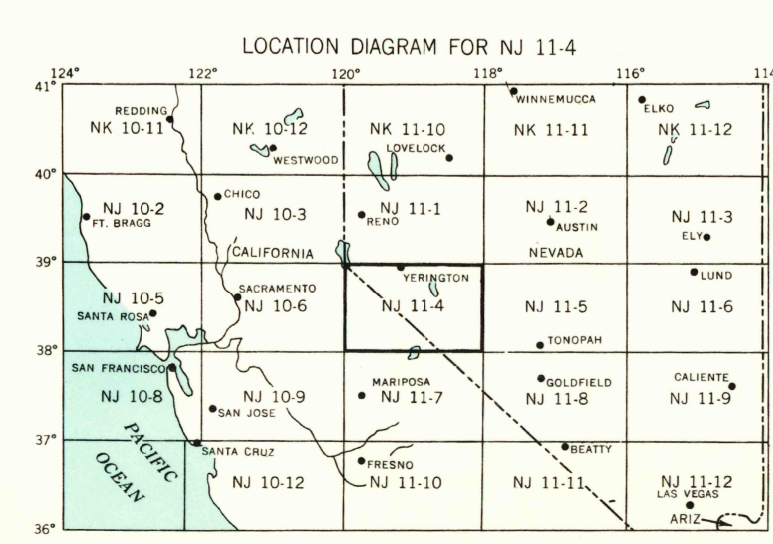 LOCATION DIAGRAM FOR NJ 11-4
124° 122° 120° 118° 116° 114
41°
REDDING
NK 10-11
NK 10-12
WESTWOOD
NK 11-10
LOVELOCK
WINNEMUCCA
NK 11-11
ELKO
NK 11-12
40°
NJ 10-2
FT. BRAGG
CHICO
NJ 10-3
NJ 11-1
RENO
NJ 11-2
AUSTIN
NJ 11-3
ELY
CALIFORNIA
NEVADA
39°
NJ 10-5
SANTA ROSA
SACRAMENTO
NJ 10-6
YERINGTON
NJ 11-4
NJ 11-5
TONOPAH
LUND
NJ 11-6
38°
SAN FRANCISCO
NJ 10-8
NJ 10-9
SAN JOSE
MARIPOSA
NJ 11-7
GOLDFIELD
NJ 11-8
CALIENTE
NJ 11-9
37°
PACIFIC
OCEAN
SANTA CRUZ
NJ 10-12
FRESNO
NJ 11-10
BEATTY
NJ 11-11
NJ 11-12
LAS VEGAS
ARIZ
36°